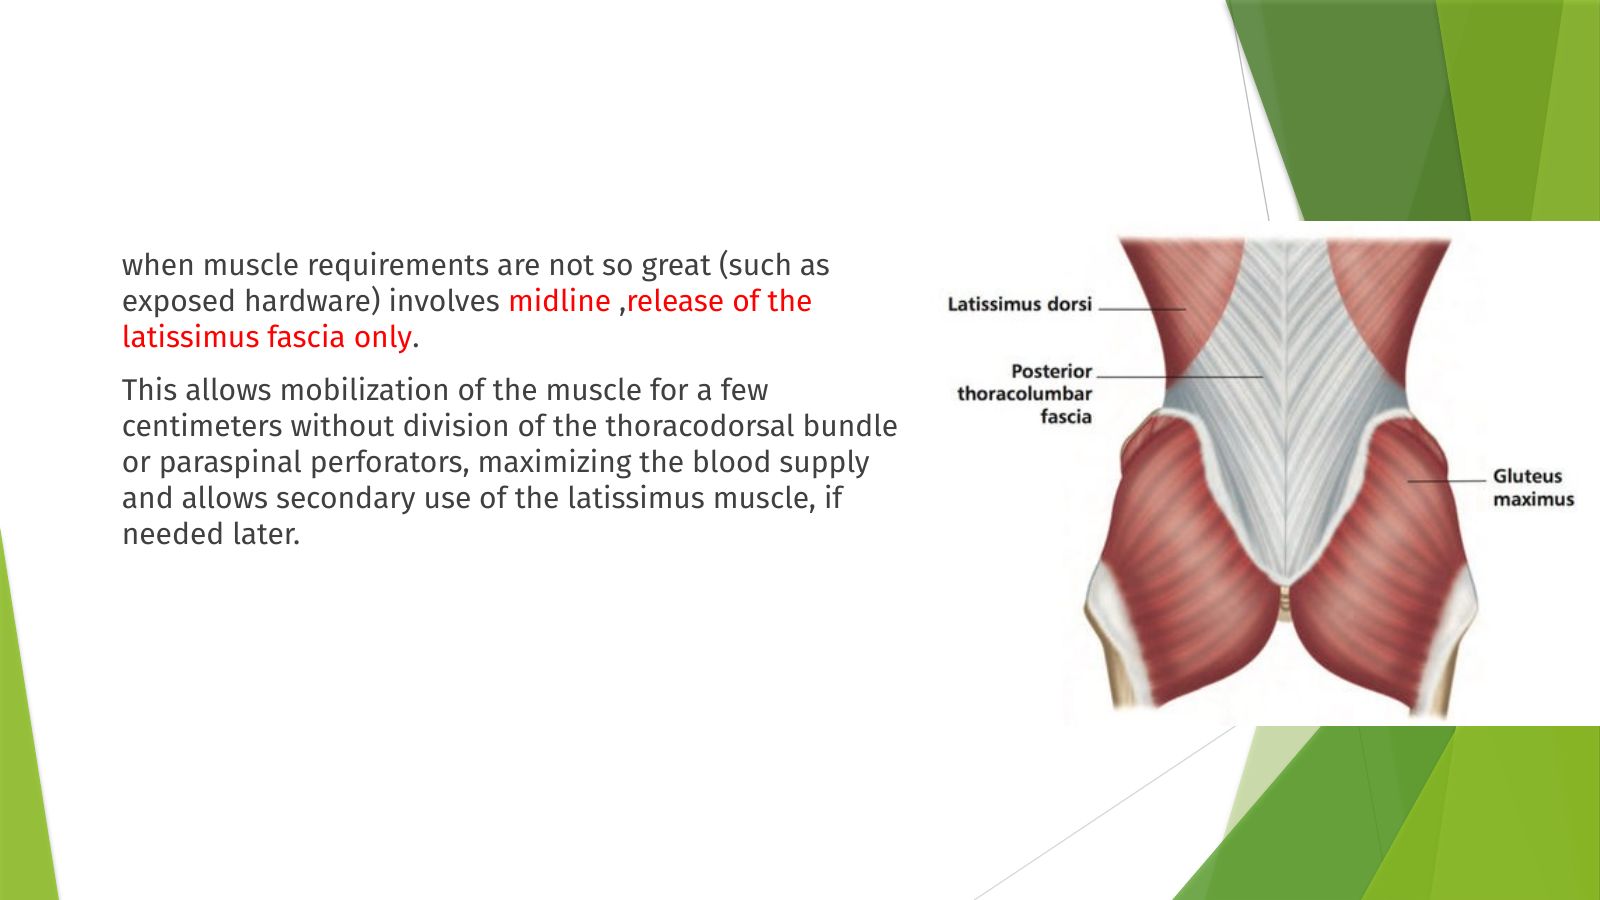 when muscle requirements are not so great (such as
exposed hardware) involves midline ,release of the
latissimus fascia only.
This allows mobilization of the muscle for a few
centimeters without division of the thoracodorsal bundle
or paraspinal perforators, maximizing the blood supply
and allows secondary use of the latissimus muscle, if
needed later.
Latissimus dorsi
Posterior
thoracolumbar
fascia
Gluteus
maximus